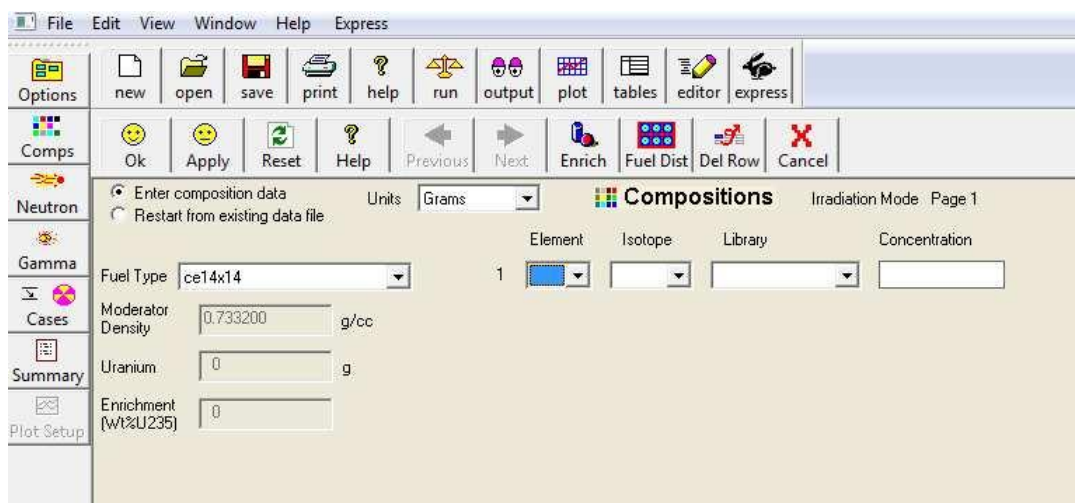 File Edit View Window Help Express
Options new open save print help run output plot tables editor express
Comps Ok Apply Reset Help Previous Next Enrich Fuel Dist Del Row Cancel
Neutron Enter composition data Units Grams Compositions Irradiation Mode Page 1
Restart from existing data file
Element Isotope Library Concentration
Gamma Fuel Type ce14x14 1
Cases Moderator Density 0.733200 g/cc
Summary Uranium 0 g
Plot Setup Enrichment (Wt%U235) 0